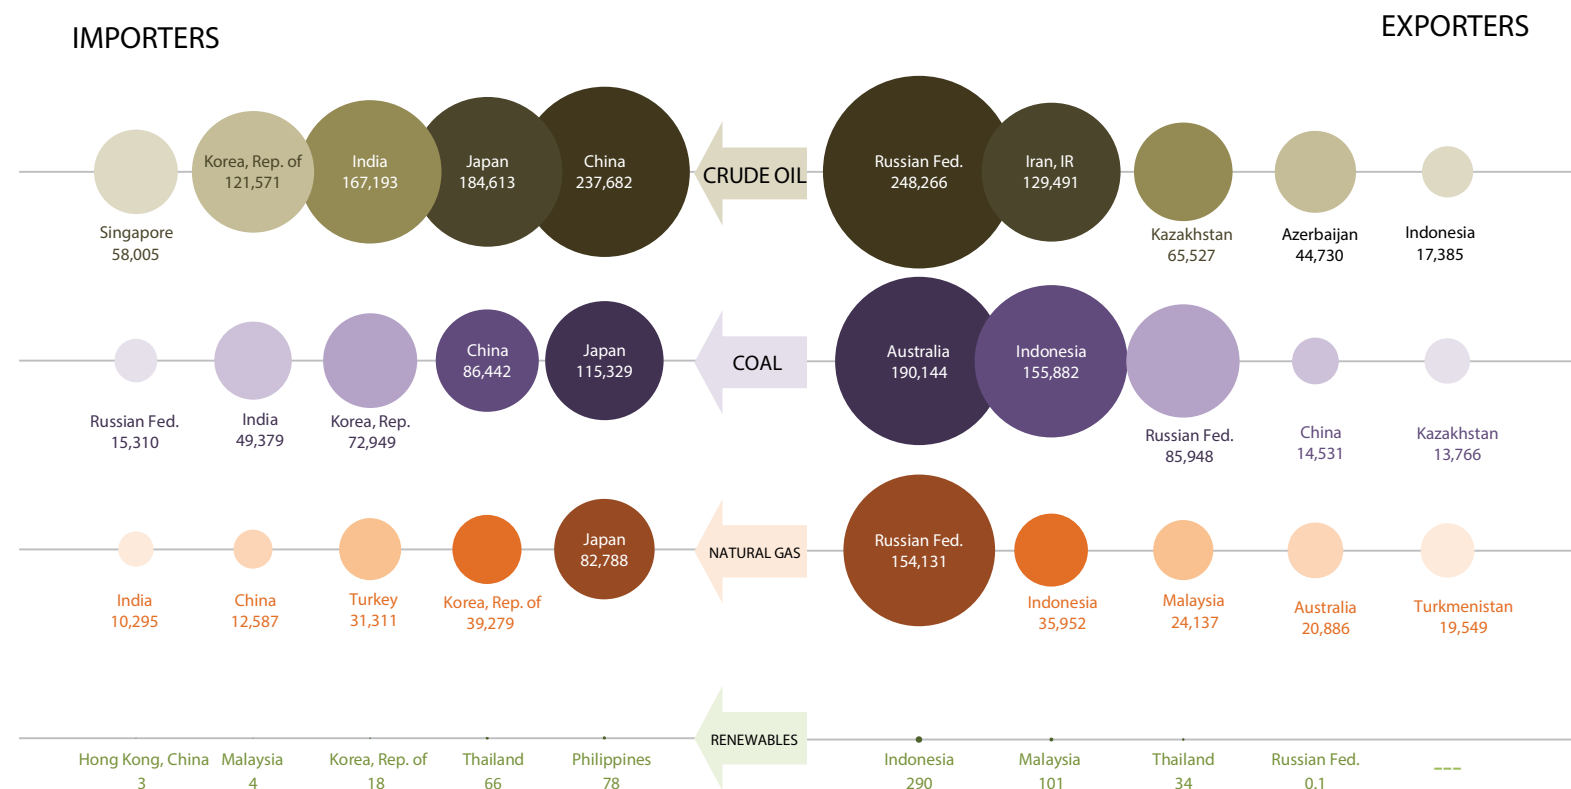 IMPORTERS
EXPORTERS
Singapore
58,005
Korea, Rep. of
121,571
India
167,193
Japan
184,613
China
237,682
CRUDE OIL
Russian Fed.
248,266
Iran, IR
129,491
Kazakhstan
65,527
Azerbaijan
44,730
Indonesia
17,385
Russian Fed.
15,310
India
49,379
Korea, Rep.
72,949
China
86,442
Japan
115,329
COAL
Australia
190,144
Indonesia
155,882
Russian Fed.
85,948
China
14,531
Kazakhstan
13,766
India
10,295
China
12,587
Turkey
31,311
Korea, Rep. of
39,279
Japan
82,788
NATURAL GAS
Russian Fed.
154,131
Indonesia
35,952
Malaysia
24,137
Australia
20,886
Turkmenistan
19,549
Hong Kong, China
3
Malaysia
4
Korea, Rep. of
18
Thailand
66
Philippines
78
RENEWABLES
Indonesia
290
Malaysia
101
Thailand
34
Russian Fed.
0.1
---